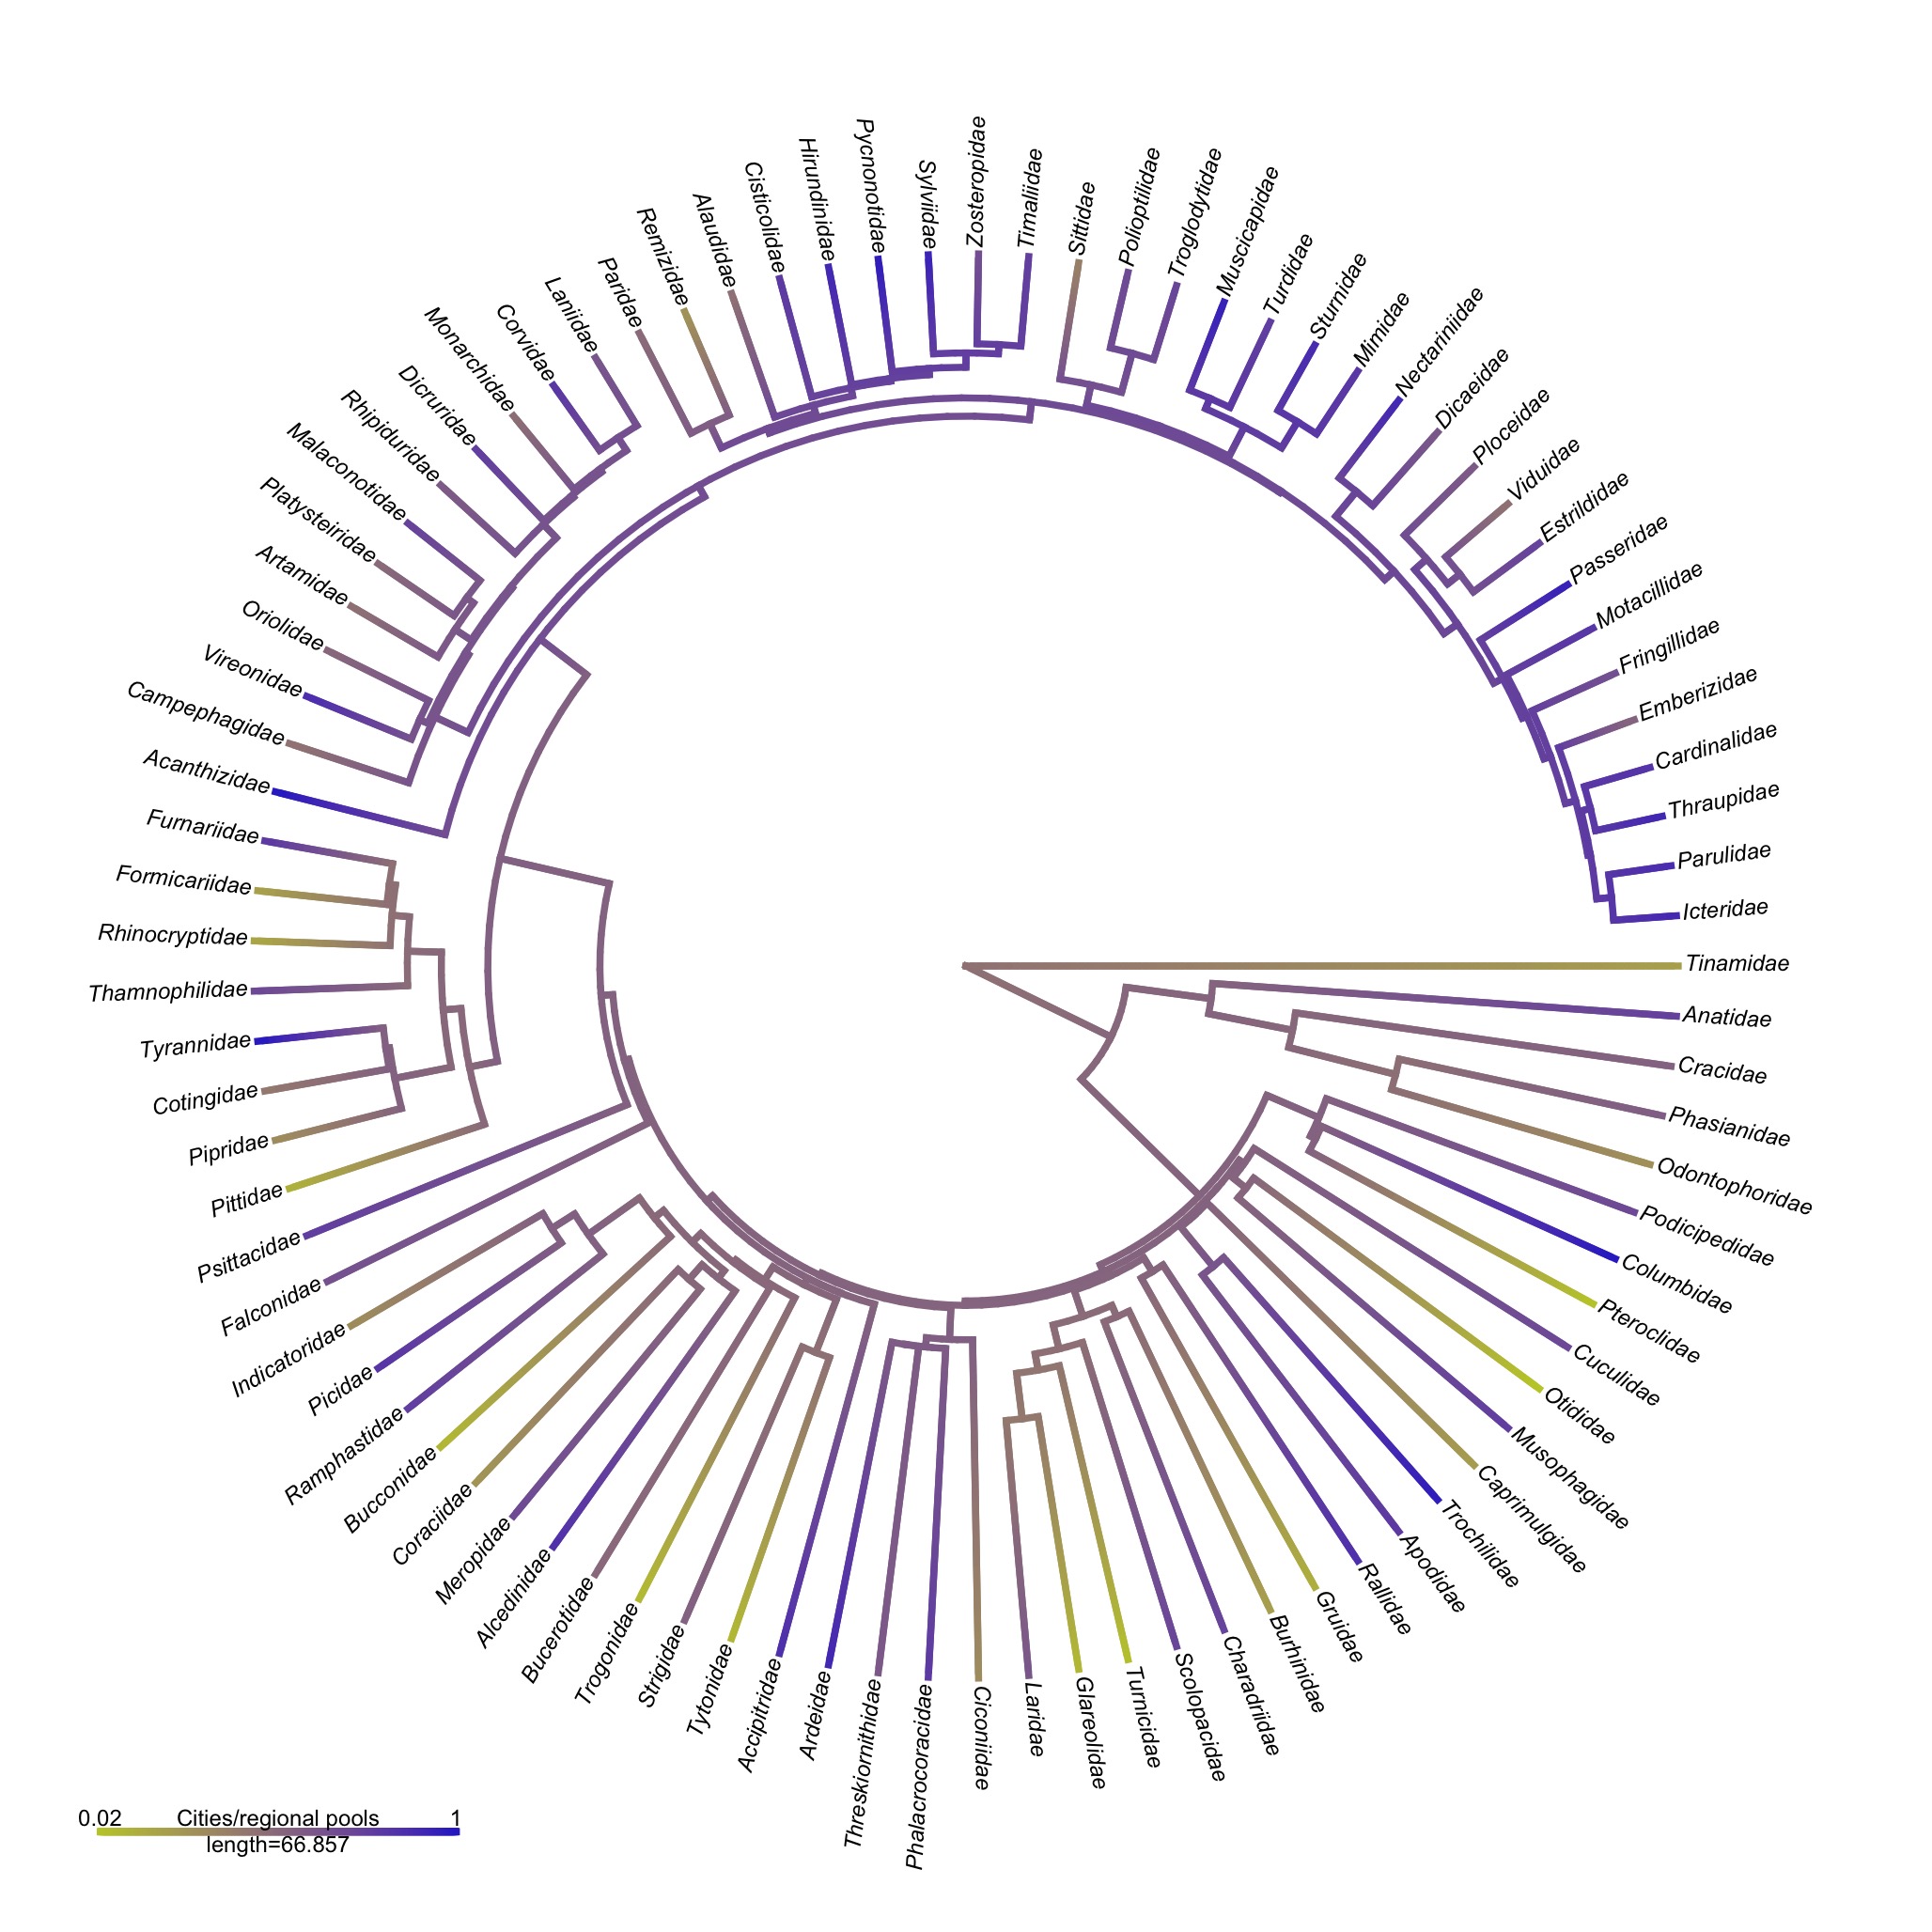 Tinamidae
Anatidae
Cracidae
Phasianidae
Odontophoridae
Podicipedidae
Columbidae
Pteroclidae
Cuculidae
Otididae
Musophagidae
Caprimulgidae
Trochilidae
Apodidae
Rallidae
Gruidae
Burhinidae
Charadriidae
Scolopacidae
Turnicidae
Glareolidae
Laridae
Ciconiidae
Phalacrocoracidae
Threskiornithidae
Ardeidae
Accipitridae
Tytonidae
Strigidae
Trogonidae
Bucerotidae
Alcedinidae
Meropidae
Coraciidae
Bucconidae
Ramphastidae
Picidae
Indicatoridae
Falconidae
Psittacidae
Pittidae
Pipridae
Cotingidae
Tyrannidae
Thamnophilidae
Rhinocryptidae
Formicariidae
Furnariidae
Acanthizidae
Campephagidae
Vireonidae
Oriolidae
Artamidae
Platysteiridae
Malaconotidae
Rhipiduridae
Dicruridae
Monarchidae
Corvidae
Laniidae
Paridae
Remizidae
Alaudidae
Cisticolidae
Hirundinidae
Pycnonotidae
Sylviidae
Zosteropidae
Timaliidae
Sittidae
Polioptilidae
Troglodytidae
Muscicapidae
Turdidae
Sturnidae
Mimidae
Nectariniidae
Dicaeidae
Ploceidae
Viduidae
Estrildidae
Passeridae
Motacillidae
Fringillidae
Emberizidae
Cardinalidae
Thraupidae
Parulidae
Icteridae
0.02 Cities/regional pools 1
length=66.857